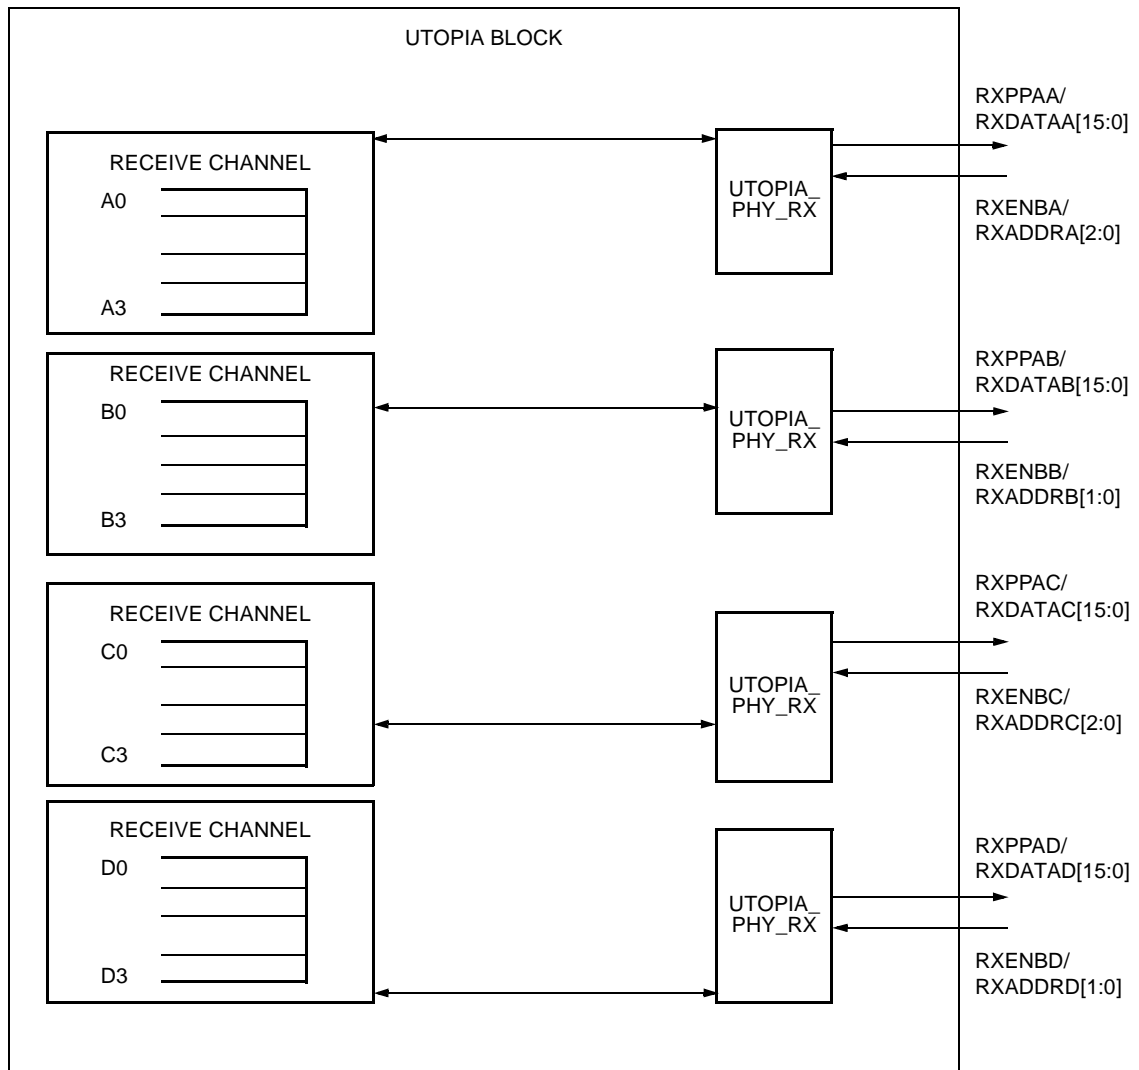 UTOPIA BLOCK
RECEIVE CHANNEL
A0
A3
UTOPIA_
PHY_RX
RXPPAA/
RXDATAA[15:0]
RXENBA/
RXADDRA[2:0]
RECEIVE CHANNEL
B0
B3
UTOPIA_
PHY_RX
RXPPAB/
RXDATAB[15:0]
RXENBB/
RXADDRB[1:0]
RECEIVE CHANNEL
C0
C3
UTOPIA_
PHY_RX
RXPPAC/
RXDATAC[15:0]
RXENBC/
RXADDRC[2:0]
RECEIVE CHANNEL
D0
D3
UTOPIA_
PHY_RX
RXPPAD/
RXDATAD[15:0]
RXENBD/
RXADDRD[1:0]